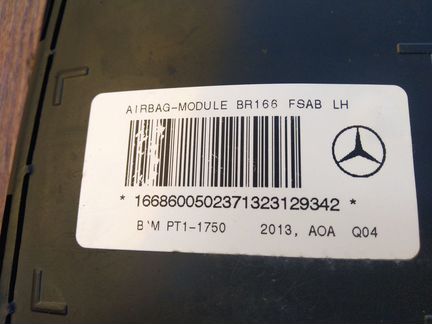 AIRBAG-MODULE BR166 FSAB LH
* 1668600502371323129342 *
B\M PT1-1750 2013, AOA Q04